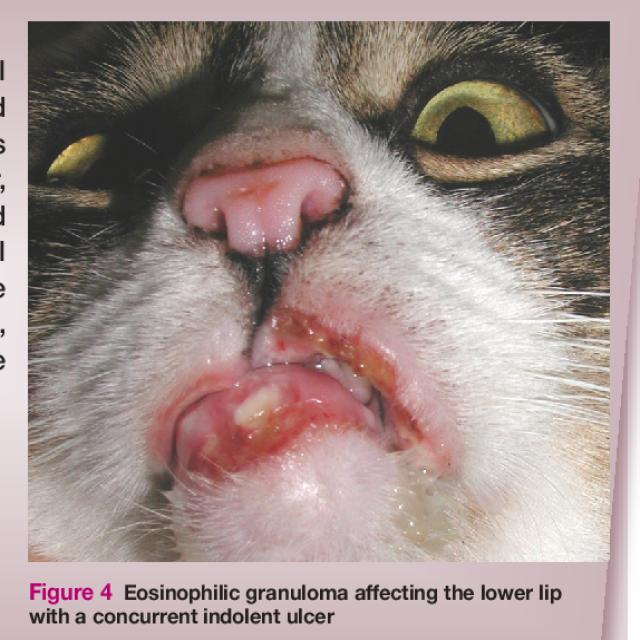 l
d
s
;
d
l
e
,
e
Figure 4 Eosinophilic granuloma affecting the lower lip
with a concurrent indolent ulcer